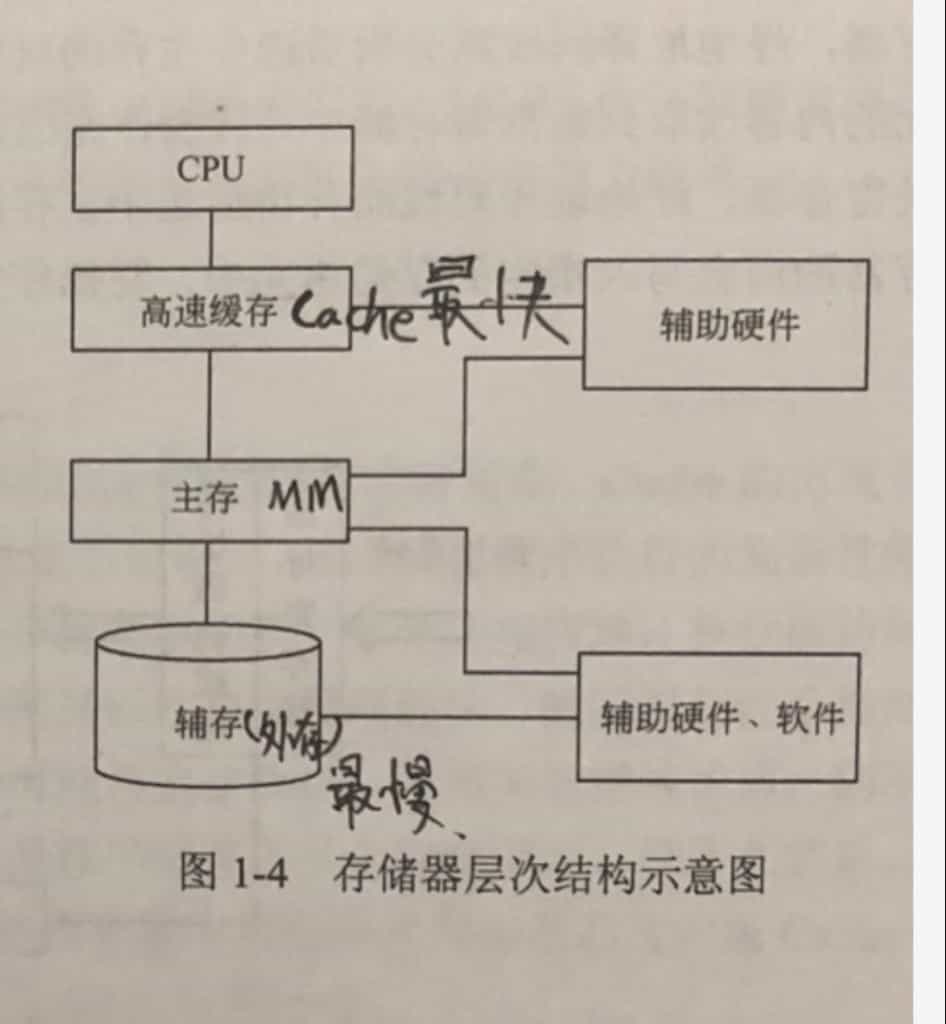 CPU
高速缓存 Cache 最快
辅助硬件
主存 MM
辅存(外存)
辅助硬件、软件
最慢、
图 1-4 存储器层次结构示意图